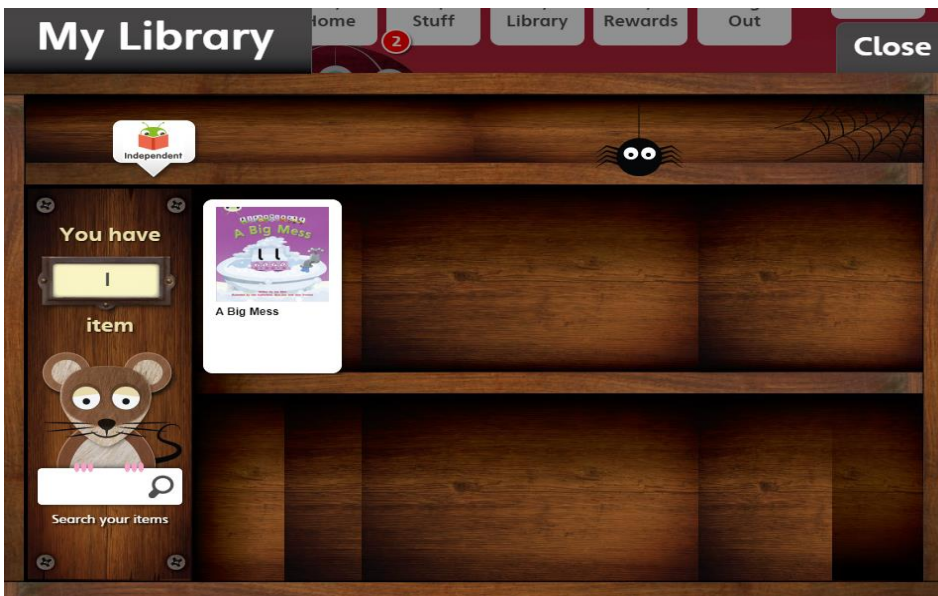 My Library
Home
Stuff
Library
Rewards
Out
2
Close
Independent
You have
1
item
A Big Mess
A Big Mess
Search your items